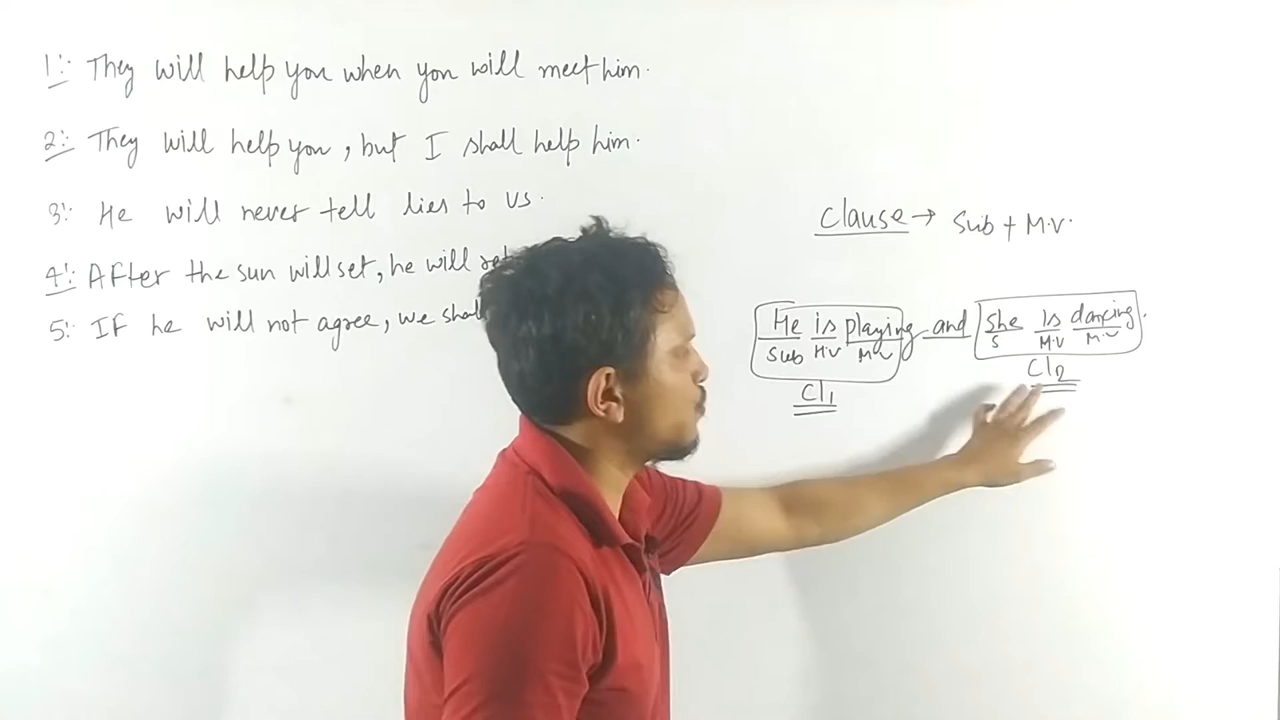 1:- They will help you when you will meet him.
2:- They will help you, but I shall help him.
3:- He will never tell lies to us.
4:- After the sun will set, he will
5:- If he will not agree, we
Clause → Sub + M.V.
He is playing and She is dancing.
Sub H.V M.V S M.V M.V
Cl1 Cl2